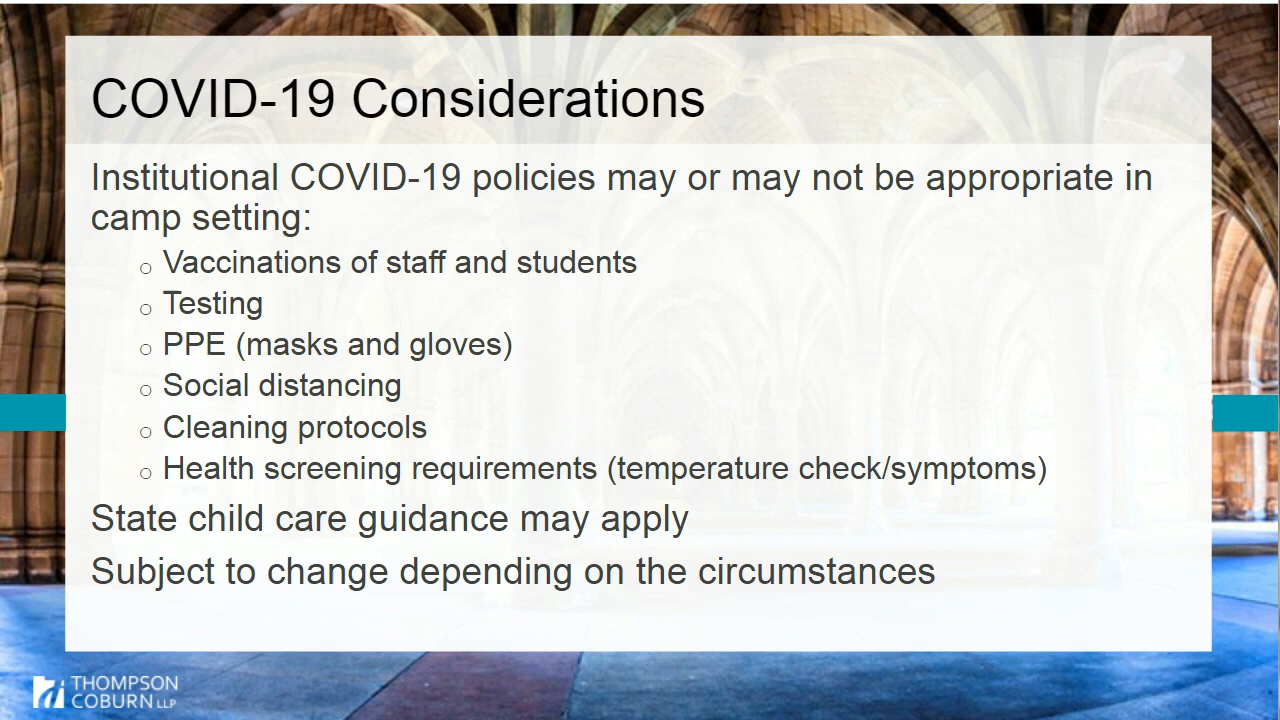 COVID-19 Considerations
Institutional COVID-19 policies may or may not be appropriate in
camp setting:
o Vaccinations of staff and students
o Testing
o PPE (masks and gloves)
o Social distancing
o Cleaning protocols
o Health screening requirements (temperature check/symptoms)
State child care guidance may apply
Subject to change depending on the circumstances
THOMPSON
COBURN LLP